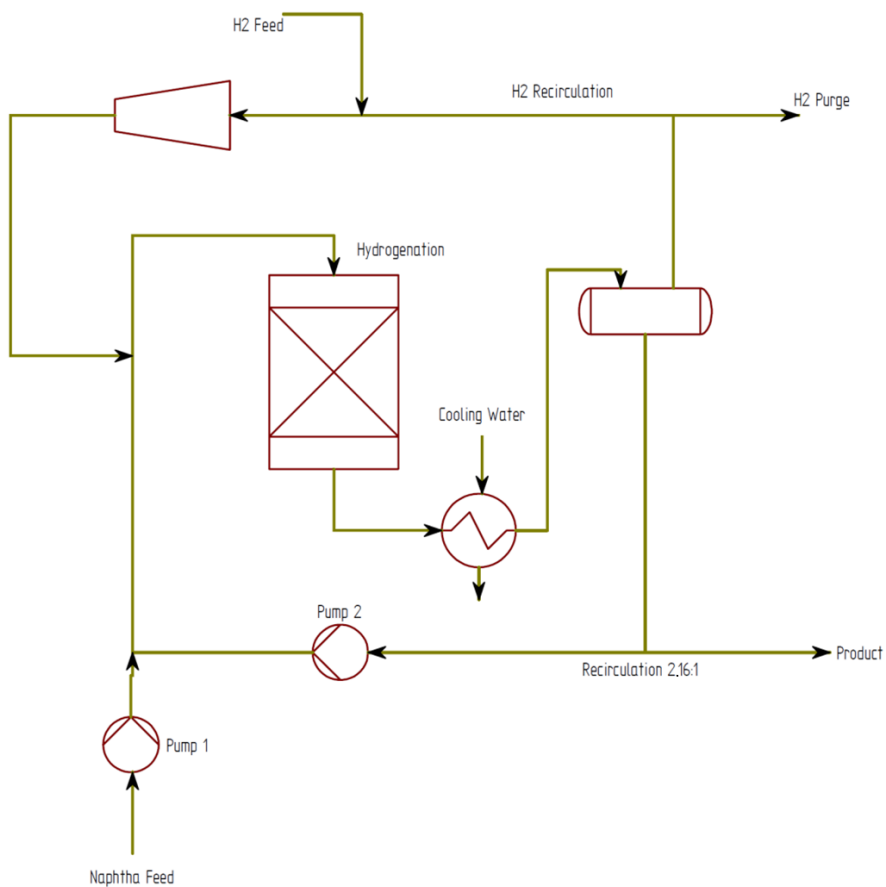 H2 Feed
H2 Recirculation
H2 Purge
Hydrogenation
Cooling Water
Pump 2
Product
Recirculation 2.16:1
Pump 1
Naphtha Feed